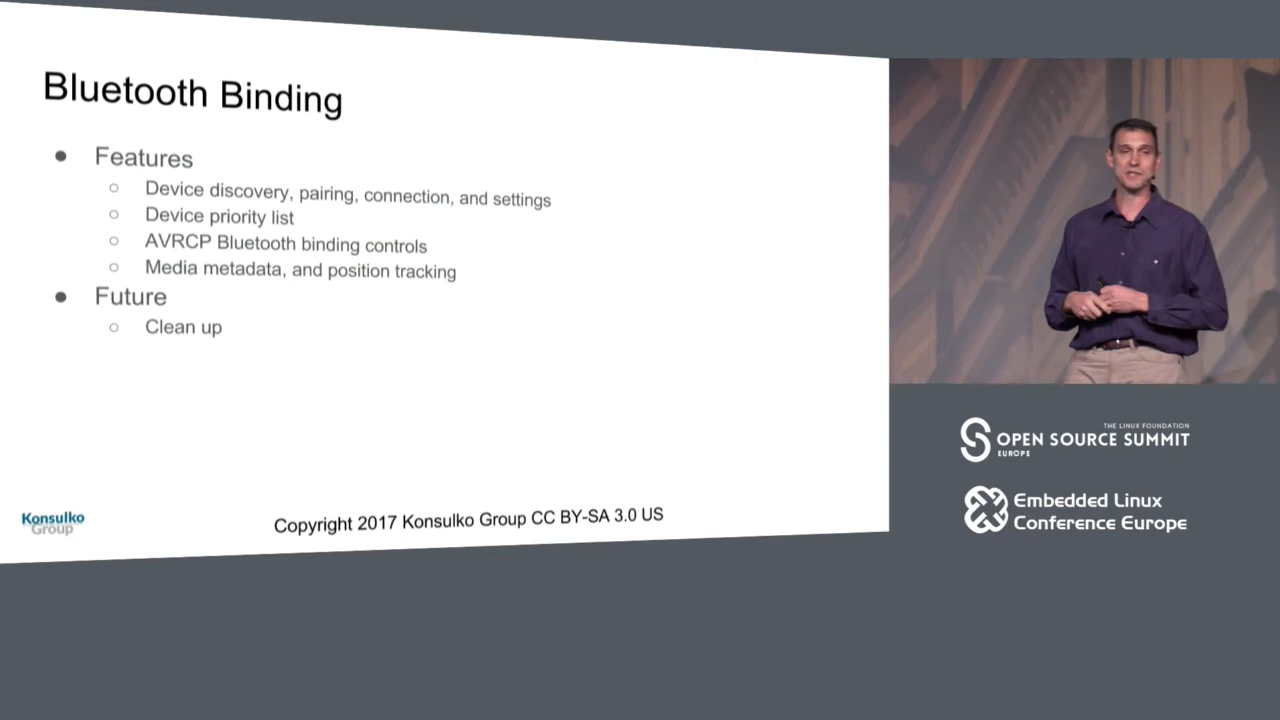 Bluetooth Binding
● Features
○ Device discovery, pairing, connection, and settings
○ Device priority list
○ AVRCP Bluetooth binding controls
○ Media metadata, and position tracking
● Future
○ Clean up
Konsulko
Group
Copyright 2017 Konsulko Group CC BY-SA 3.0 US
THE LINUX FOUNDATION
OPEN SOURCE SUMMIT
EUROPE
Embedded Linux
Conference Europe